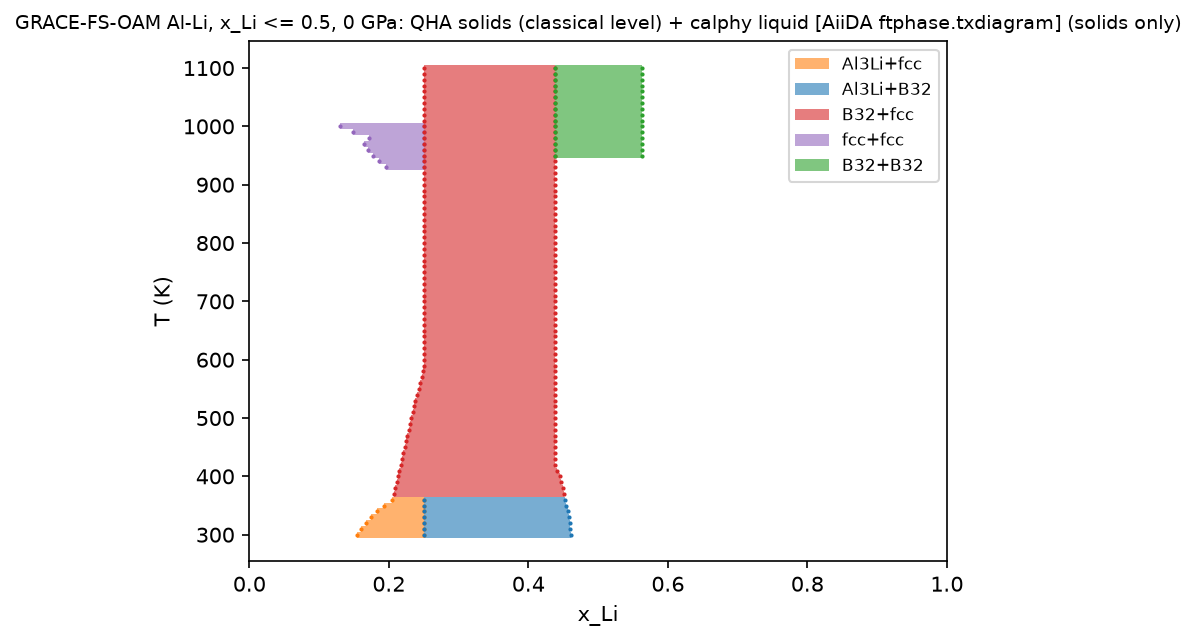 GRACE-FS-OAM Al-Li, x_Li <= 0.5, 0 GPa: QHA solids (classical level) + calphy liquid [AiiDA ftphase.txdiagram] (solids only)
1100
1000
900
800
700
600
500
400
300
T (K)
0.0
0.2
0.4
0.6
0.8
1.0
x_Li
Al3Li+fcc
Al3Li+B32
B32+fcc
fcc+fcc
B32+B32